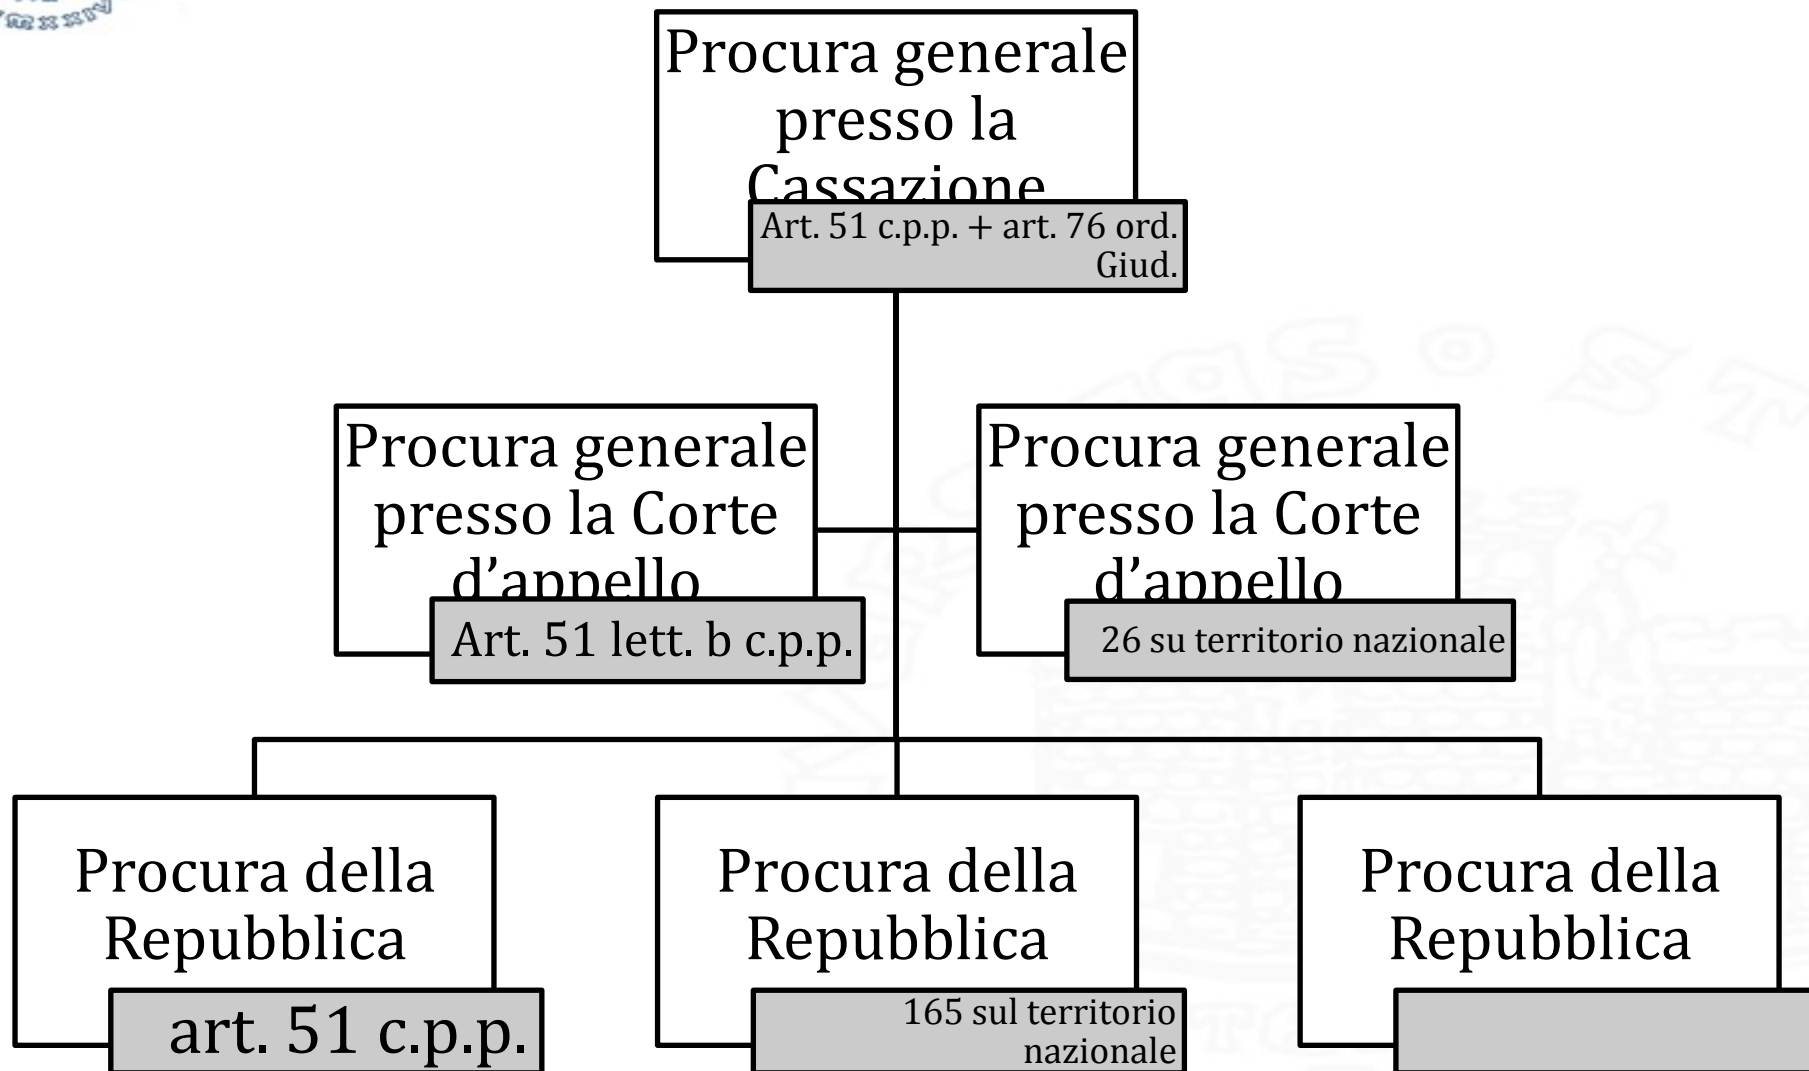 Procura generale
presso la
Cassazione
Art. 51 c.p.p. + art. 76 ord.
Giud.
Procura generale
presso la Corte
d’appello
Art. 51 lett. b c.p.p.
Procura generale
presso la Corte
d’appello
26 su territorio nazionale
Procura della
Repubblica
art. 51 c.p.p.
Procura della
Repubblica
165 sul territorio
nazionale
Procura della
Repubblica